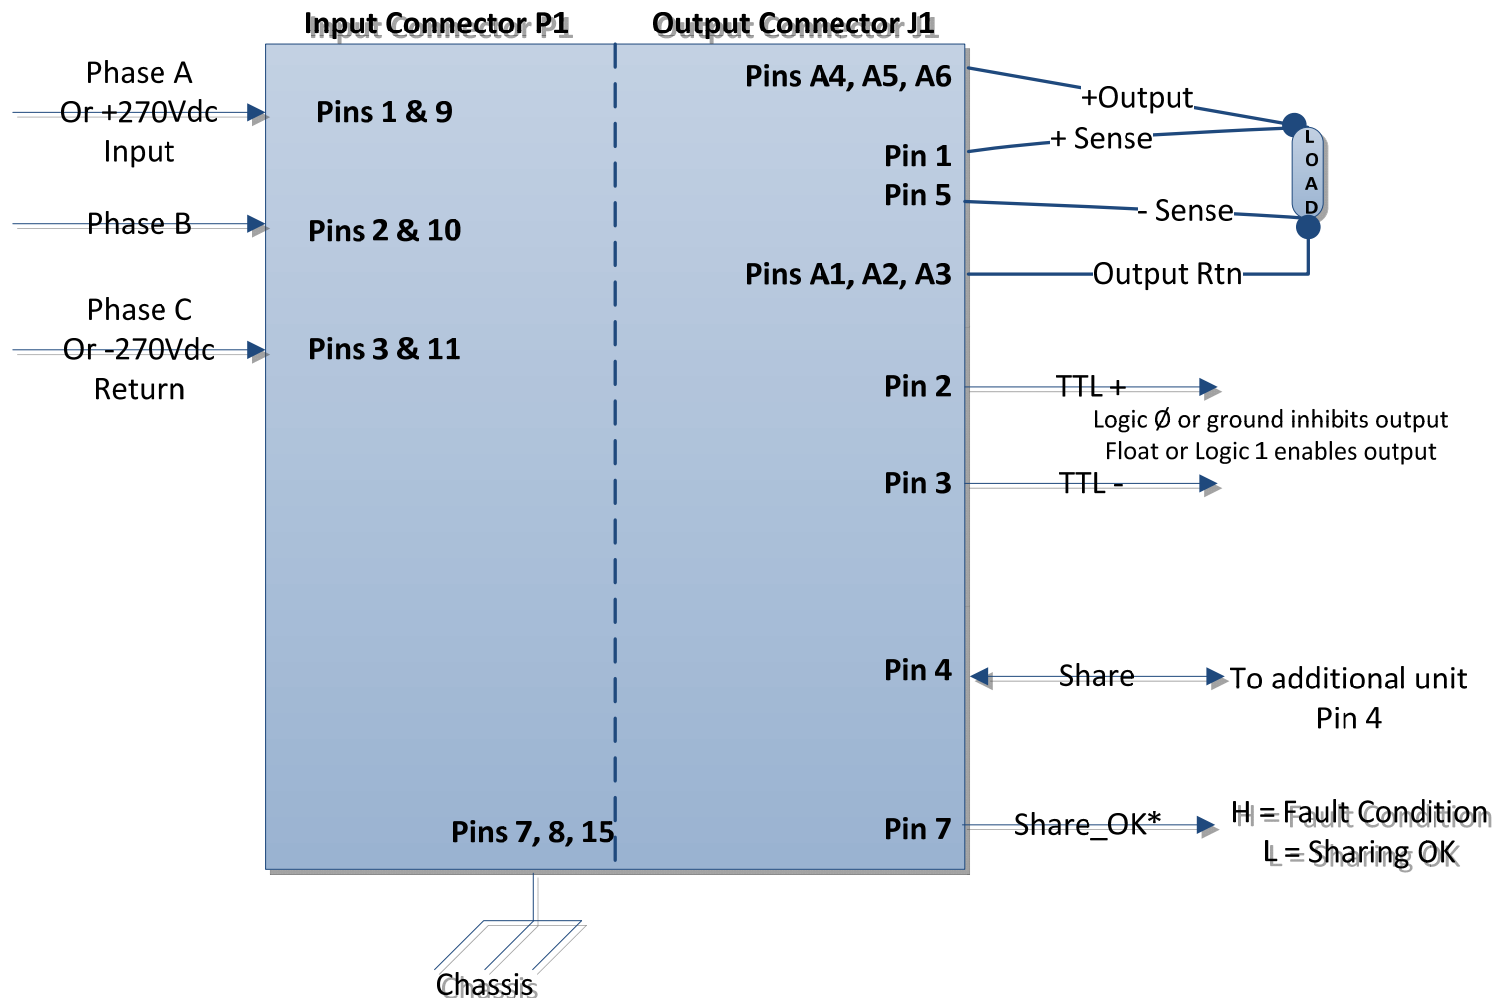 Input Connector P1
Output Connector J1
Phase A
Or +270Vdc
Input
Pins 1 & 9
Phase B
Pins 2 & 10
Phase C
Or -270Vdc
Return
Pins 3 & 11
Pins 7, 8, 15
Chassis
Pins A4, A5, A6
+Output
Pin 1
+ Sense
Pin 5
- Sense
Pins A1, A2, A3
Output Rtn
LOAD
Pin 2
TTL +
Logic Ø or ground inhibits output
Float or Logic 1 enables output
Pin 3
TTL -
Pin 4
Share
To additional unit
Pin 4
Pin 7
Share_OK*
H = Fault Condition
L = Sharing OK